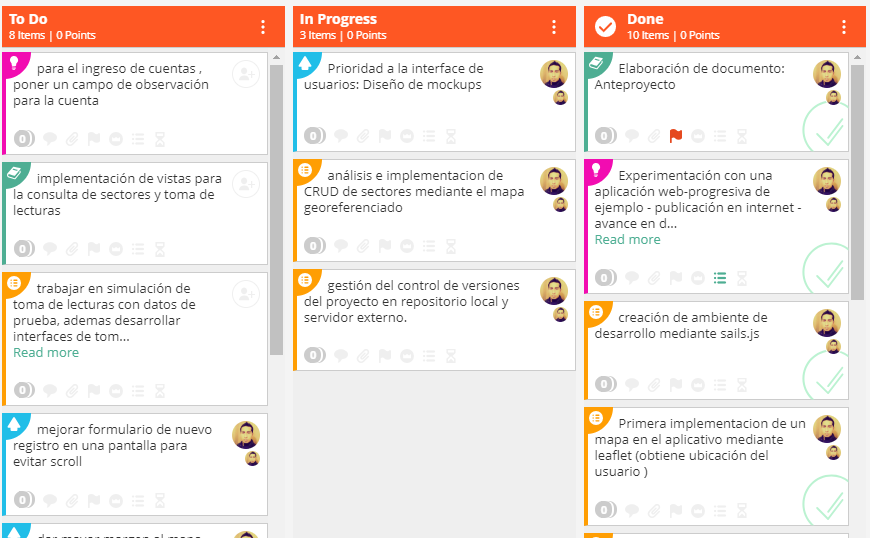 To Do
8 Items | 0 Points
para el ingreso de cuentas ,
poner un campo de observación
para la cuenta
0
implementación de vistas para
la consulta de sectores y toma de
lecturas
0
trabajar en simulación de
toma de lecturas con datos de
prueba, ademas desarrollar
interfaces de tom...
Read more
0
mejorar formulario de nuevo
registro en una pantalla para
evitar scroll
0
In Progress
3 Items | 0 Points
Prioridad a la interface de
usuarios: Diseño de mockups
0
análisis e implementacion de
CRUD de sectores mediante el mapa
georeferenciado
0
gestión del control de versiones
del proyecto en repositorio local y
servidor externo.
0
Done
10 Items | 0 Points
Elaboración de documento:
Anteproyecto
0
Experimentación con una
aplicación web-progresiva de
ejemplo - publicación en internet -
avance en d...
Read more
0
creación de ambiente de
desarrollo mediante sails.js
0
Primera implementacion de un
mapa en el aplicativo mediante
leaflet (obtiene ubicación del
usuario )
0